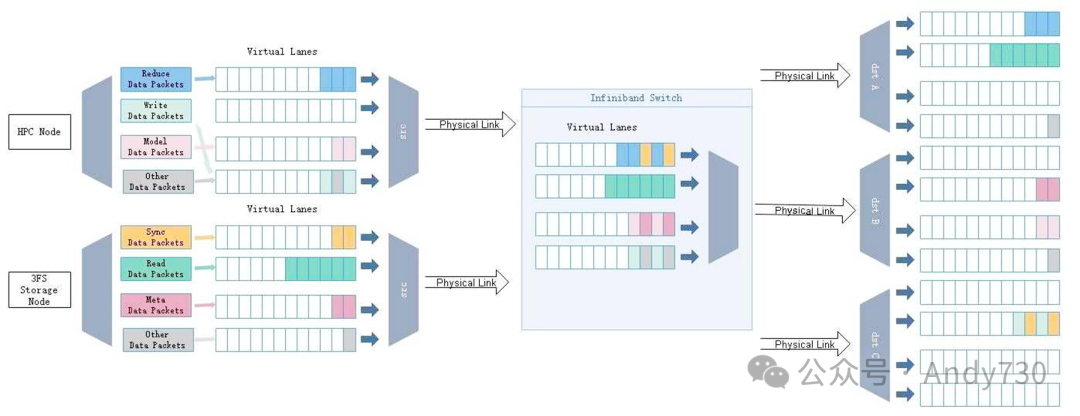 Virtual Lanes
HPC Node
Reduce
Data Packets
Write
Data Packets
Model
Data Packets
Other
Data Packets
src
Physical Link
Virtual Lanes
3FS
Storage
Node
Sync
Data Packets
Read
Data Packets
Meta
Data Packets
Other
Data Packets
src
Physical Link
Infiniband Switch
Virtual Lanes
Physical Link
dst A
Physical Link
dst B
Physical Link
dst C
公众号 · Andy730